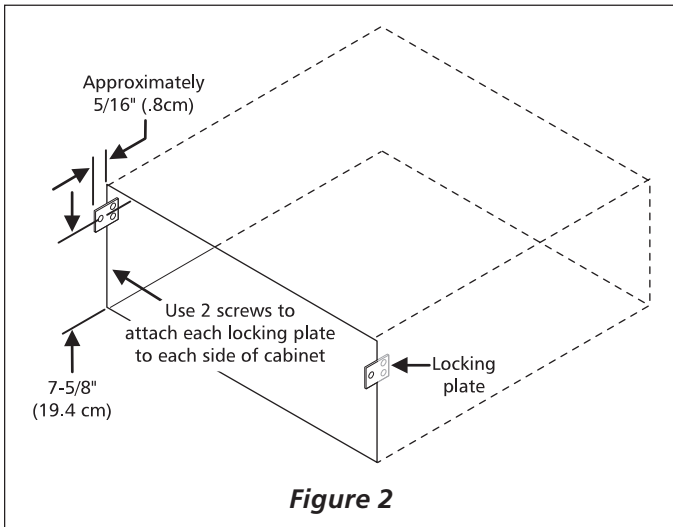 Approximately
5/16" (.8cm)
Use 2 screws to
attach each locking plate
to each side of cabinet
Locking
plate
7-5/8"
(19.4 cm)
Figure 2